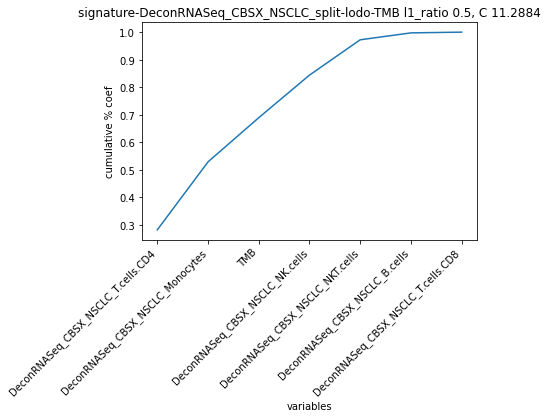 signature-DeconRNASeq_CBSX_NSCLC_split-lodo-TMB l1_ratio 0.5, C 11.2884
cumulative % coef
1.0
0.9
0.8
0.7
0.6
0.5
0.4
0.3
DeconRNASeq_CBSX_NSCLC_T.cells.CD4
DeconRNASeq_CBSX_NSCLC_Monocytes
TMB
DeconRNASeq_CBSX_NSCLC_NK.cells
DeconRNASeq_CBSX_NSCLC_NKT.cells
DeconRNASeq_CBSX_NSCLC_B.cells
DeconRNASeq_CBSX_NSCLC_T.cells.CD8
variables